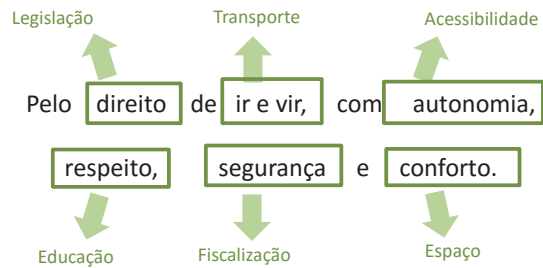 Legislação Transporte Acessibilidade
Pelo direito de ir e vir, com autonomia,
respeito, segurança e conforto.
Educação Fiscalização Espaço